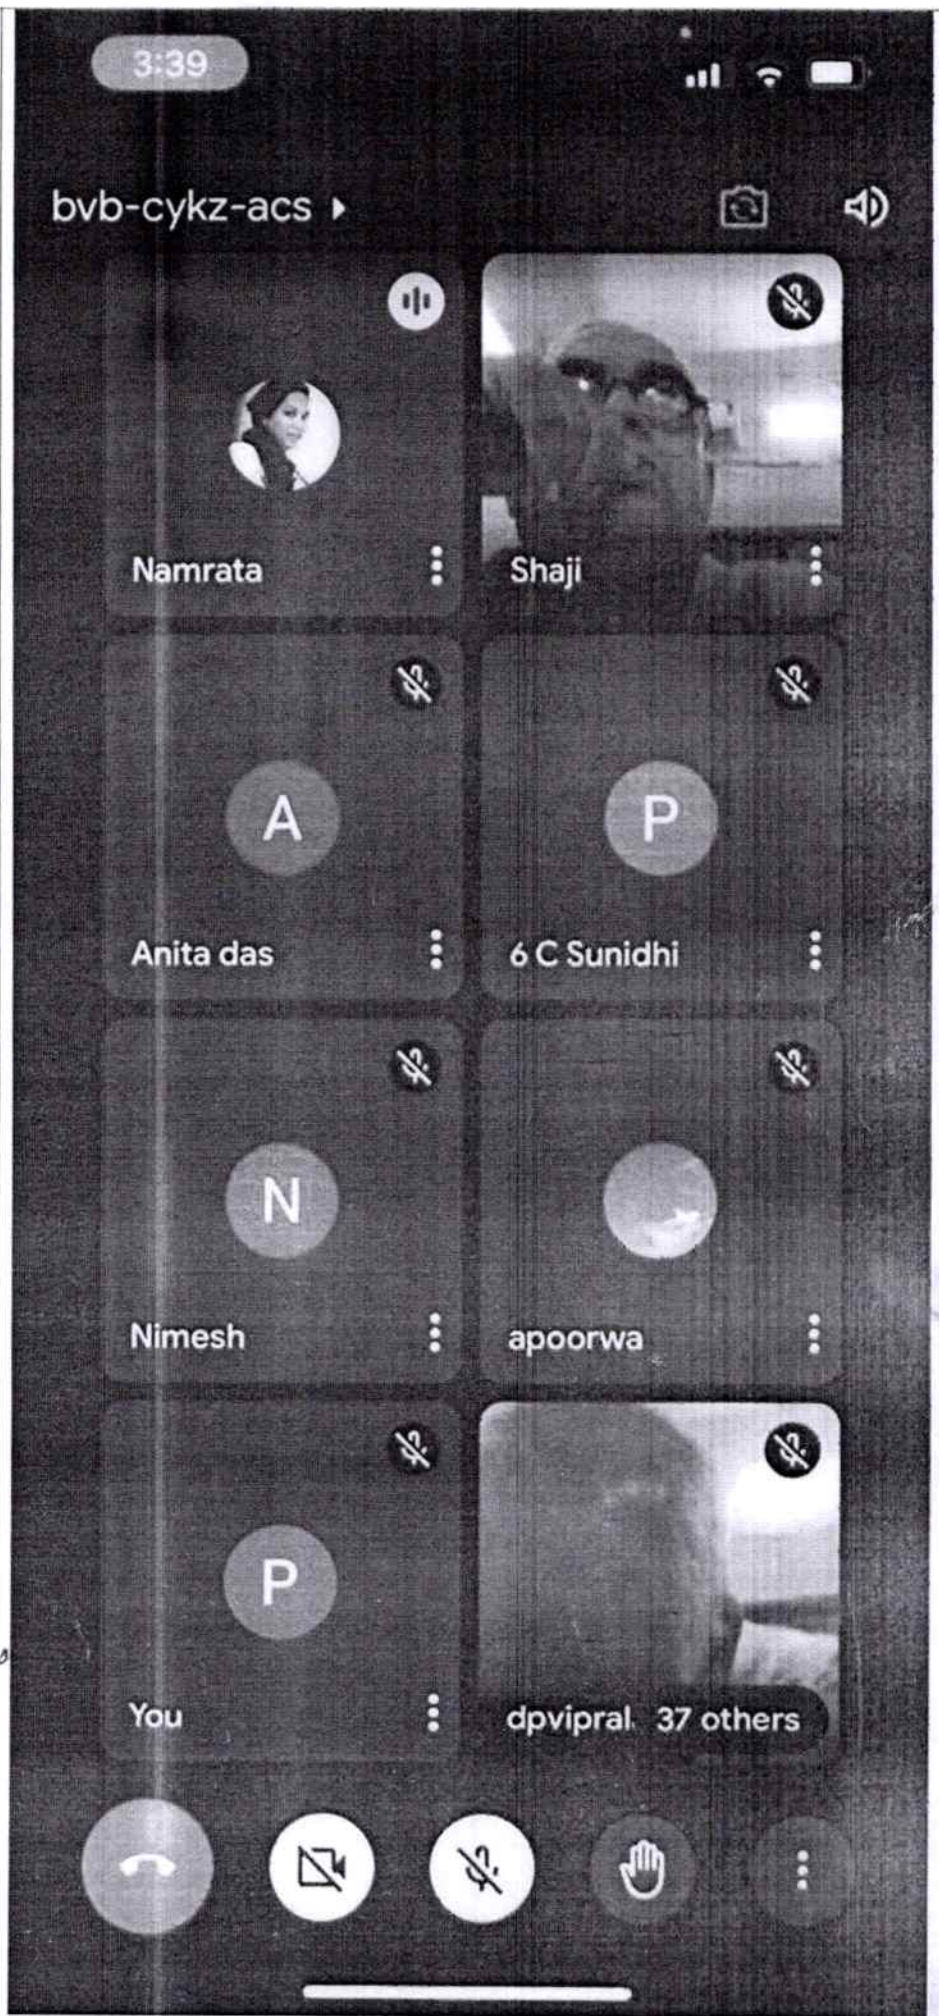 3:39
bvb-cykz-acs
Namrata
Shaji
A
P
Anita das
6 C Sunidhi
N
Nimesh
apoorwa
P
You
dpvipral 37 others